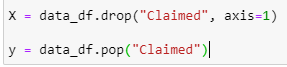 X = data_df.drop("Claimed", axis=1)
y = data_df.pop("Claimed")